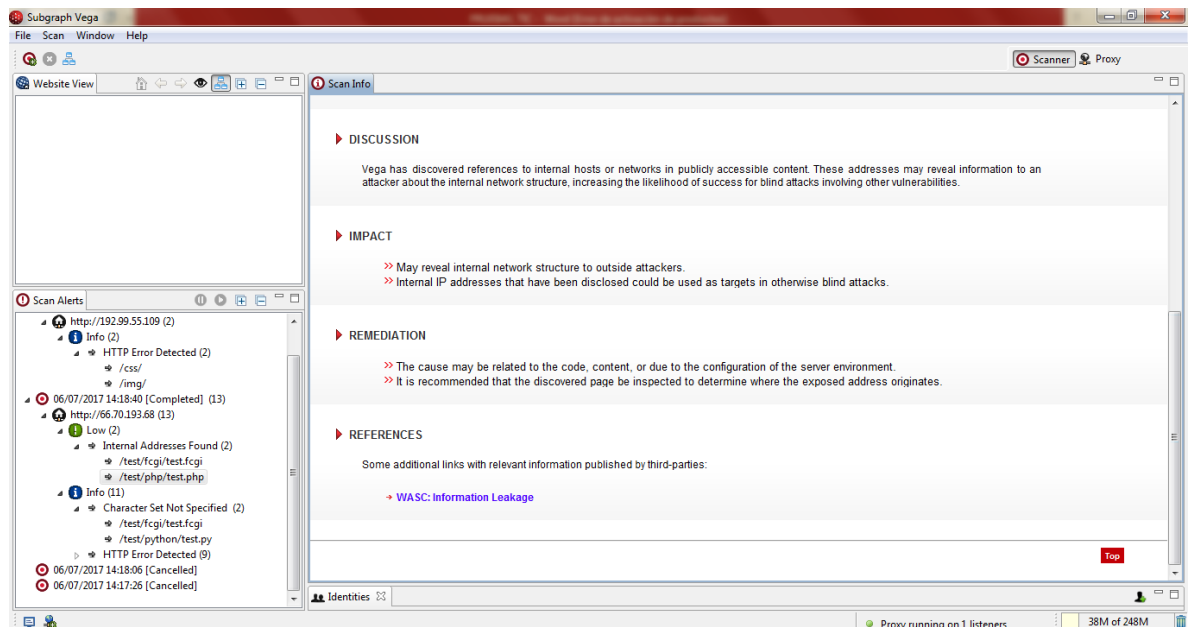 Subgraph Vega
File Scan Window Help
Scanner Proxy
Website View
Scan Info
DISCUSSION
Vega has discovered references to internal hosts or networks in publicly accessible content. These addresses may reveal information to an
attacker about the internal network structure, increasing the likelihood of success for blind attacks involving other vulnerabilities.
IMPACT
>> May reveal internal network structure to outside attackers.
>> Internal IP addresses that have been disclosed could be used as targets in otherwise blind attacks.
REMEDIATION
>> The cause may be related to the code, content, or due to the configuration of the server environment.
>> It is recommended that the discovered page be inspected to determine where the exposed address originates.
REFERENCES
Some additional links with relevant information published by third-parties:
WASC: Information Leakage
Top
Scan Alerts
http://192.99.55.109 (2)
Info (2)
HTTP Error Detected (2)
/css/
/img/
06/07/2017 14:18:40 [Completed] (13)
http://66.70.193.68 (13)
Low (2)
Internal Addresses Found (2)
/test/fcgi/test.fcgi
/test/php/test.php
Info (11)
Character Set Not Specified (2)
/test/fcgi/test.fcgi
/test/python/test.py
HTTP Error Detected (9)
06/07/2017 14:18:06 [Cancelled]
06/07/2017 14:17:26 [Cancelled]
Identities
Proxy running on 1 listeners
38M of 248M